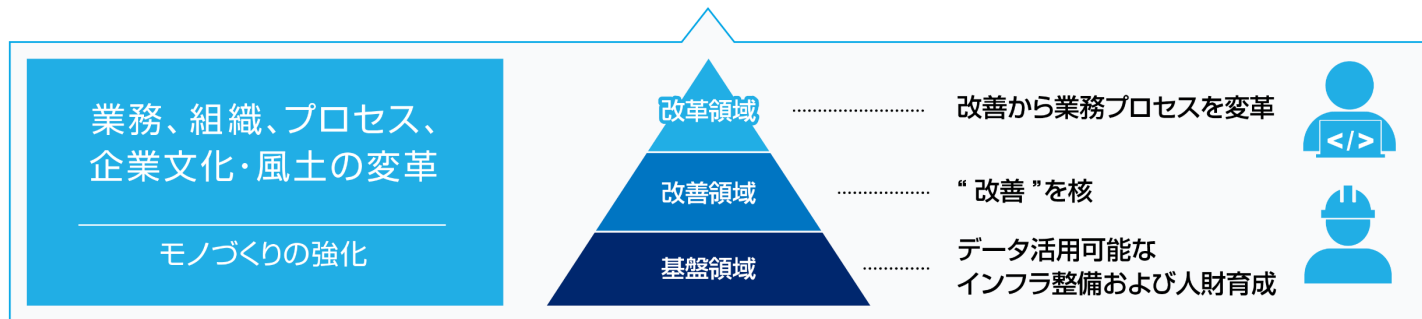 業務、組織、プロセス、
企業文化・風土の変革
モノづくりの強化
改革領域
改善から業務プロセスを変革
</>
改善領域
“改善”を核
基盤領域
データ活用可能な
インフラ整備および人財育成